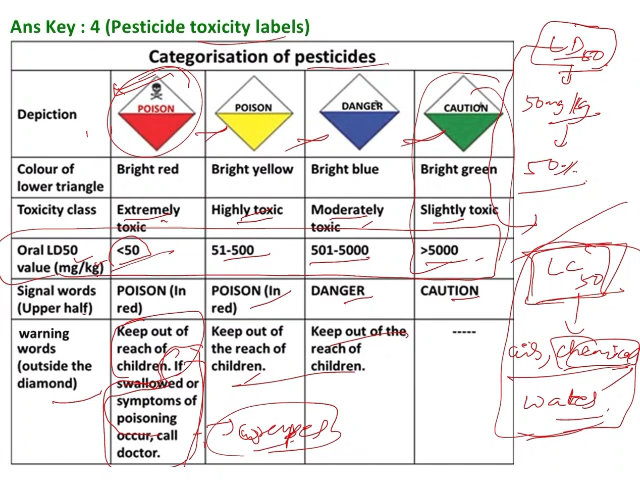 Ans Key : 4 (Pesticide toxicity labels)
Categorisation of pesticides
Depiction
POISON
POISON
DANGER
CAUTION
Colour of lower triangle
Bright red
Bright yellow
Bright blue
Bright green
Toxicity class
Extremely toxic
Highly toxic
Moderately toxic
Slightly toxic
Oral LD50 value (mg/kg)
<50
51-500
501-5000
>5000
Signal words (Upper half)
POISON (In red)
POISON (In red)
DANGER
CAUTION
warning words (outside the diamond)
Keep out of reach of children. If swallowed or symptoms of poisoning occur, call doctor.
Keep out of the reach of children.
Keep out of the reach of children.
-----
LD50
50mg/kg
50%
LC50